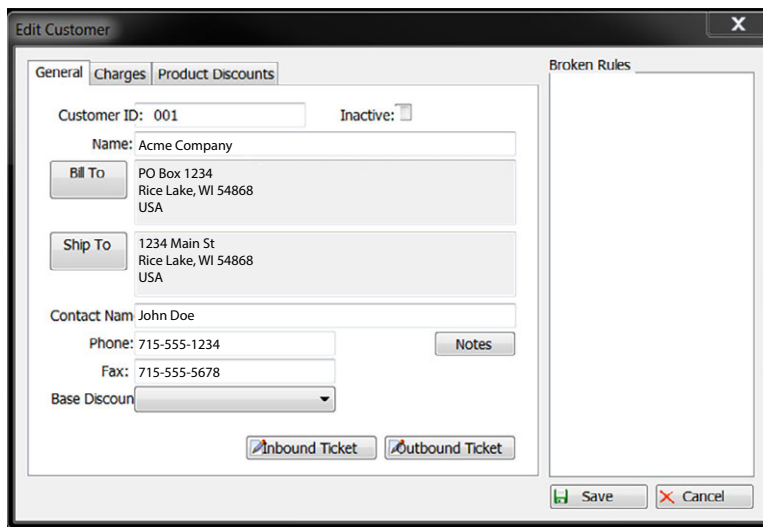 Edit Customer
X
General Charges Product Discounts
Broken Rules
Customer ID: 001
Inactive:
Name: Acme Company
Bill To
PO Box 1234
Rice Lake, WI 54868
USA
Ship To
1234 Main St
Rice Lake, WI 54868
USA
Contact Nam John Doe
Phone: 715-555-1234
Notes
Fax: 715-555-5678
Base Discoun
Inbound Ticket
Outbound Ticket
Save
Cancel